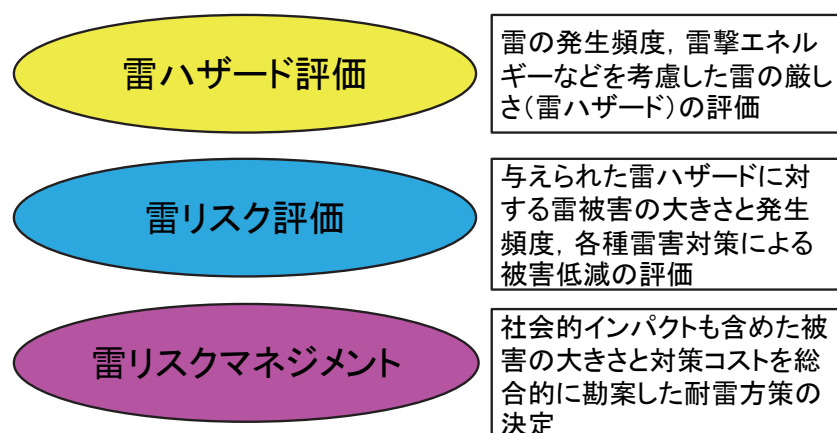 雷ハザード評価
雷の発生頻度，雷撃エネル
ギーなどを考慮した雷の厳し
さ（雷ハザード）の評価
雷リスク評価
与えられた雷ハザードに対
する雷被害の大きさと発生
頻度，各種雷害対策による
被害低減の評価
雷リスクマネジメント
社会的インパクトも含めた被
害の大きさと対策コストを総
合的に勘案した耐雷方策の
決定